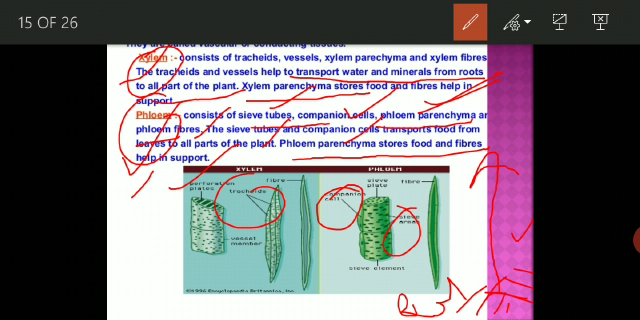 15 OF 26
They are called vascular or conducting tissues.
Xylem :- consists of tracheids, vessels, xylem parechyma and xylem fibres
The tracheids and vessels help to transport water and minerals from roots
to all part of the plant. Xylem parenchyma stores food and fibres help in
support.
Phloem :- consists of sieve tubes, companion cells, phloem parenchyma an
phloem fibres. The sieve tubes and companion cells transports food from
leaves to all parts of the plant. Phloem parenchyma stores food and fibres
help in support.
XYLEM
PHLOEM
perforation
plates
tracheids
fibre
vessel
member
companion
cell
sieve
plate
fibre
sieve
areas
sieve element
©1996 Encyclopaedia Britannica, Inc.